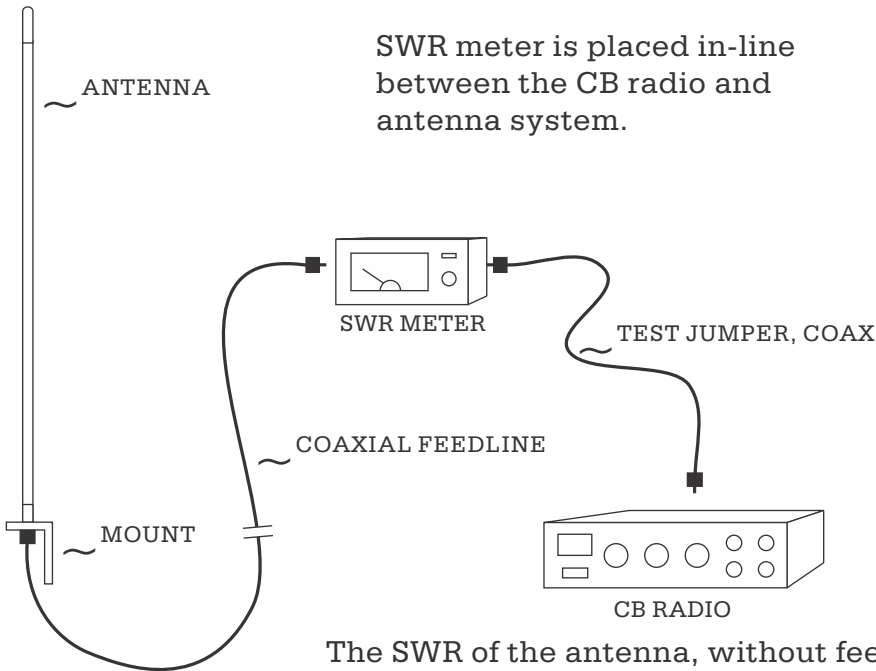 SWR meter is placed in-line
between the CB radio and
antenna system.
ANTENNA
SWR METER
TEST JUMPER, COAX
COAXIAL FEEDLINE
MOUNT
CB RADIO
The SWR of the antenna, without fee